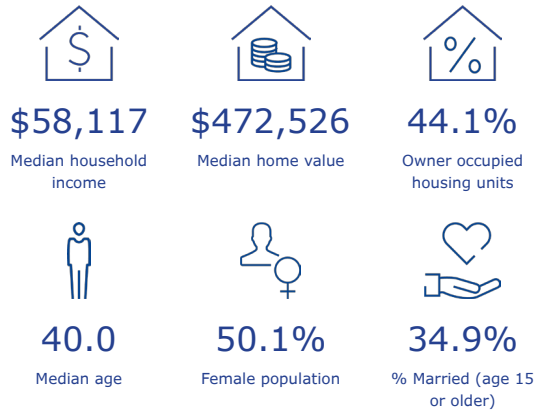 $58,117
Median household
income
$472,526
Median home value
44.1%
Owner occupied
housing units
40.0
Median age
50.1%
Female population
34.9%
% Married (age 15
or older)